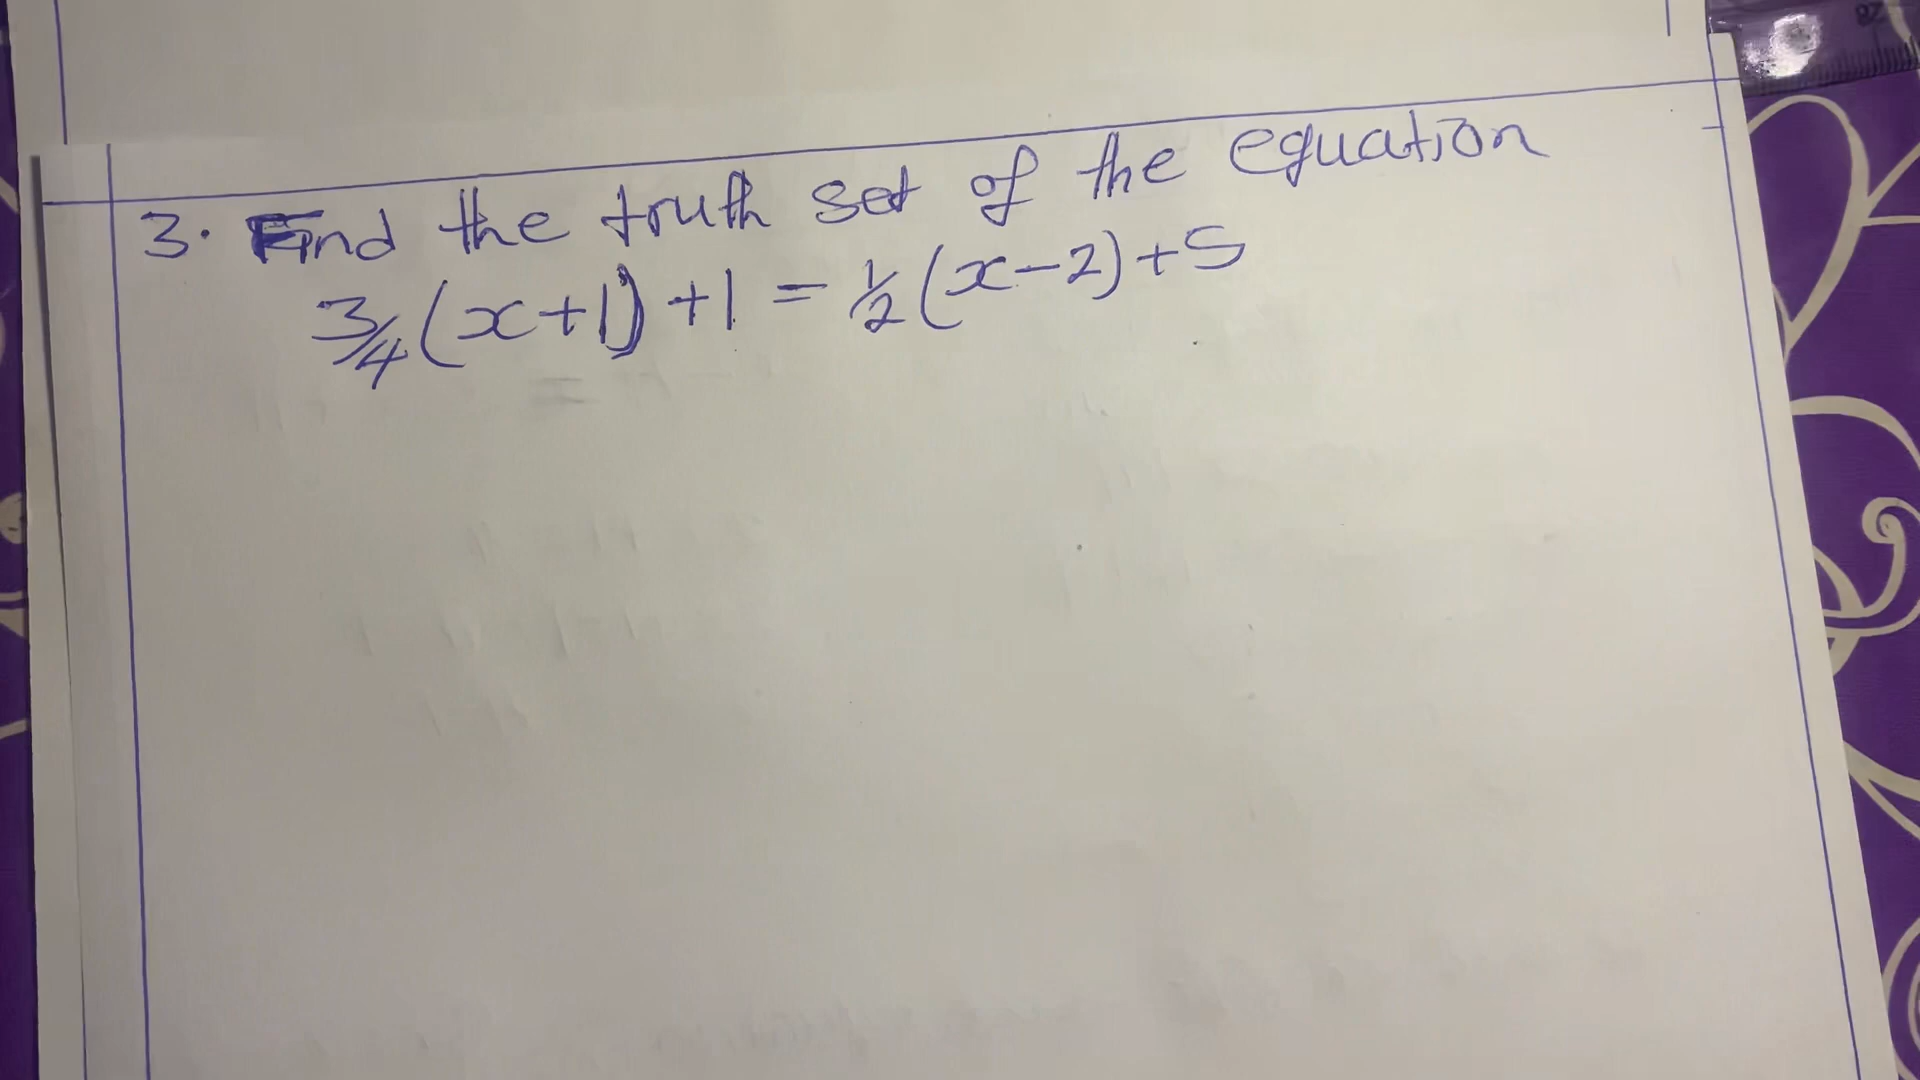 3. Find the truth set of the equation
3/4(x+1)+1 = 1/2(x-2)+5